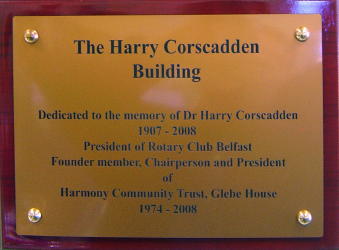 The Harry Corscadden
Building
Dedicated to the memory of Dr Harry Corscadden
1907 - 2008
President of Rotary Club Belfast
Founder member, Chairperson and President
of
Harmony Community Trust, Glebe House
1974 - 2008